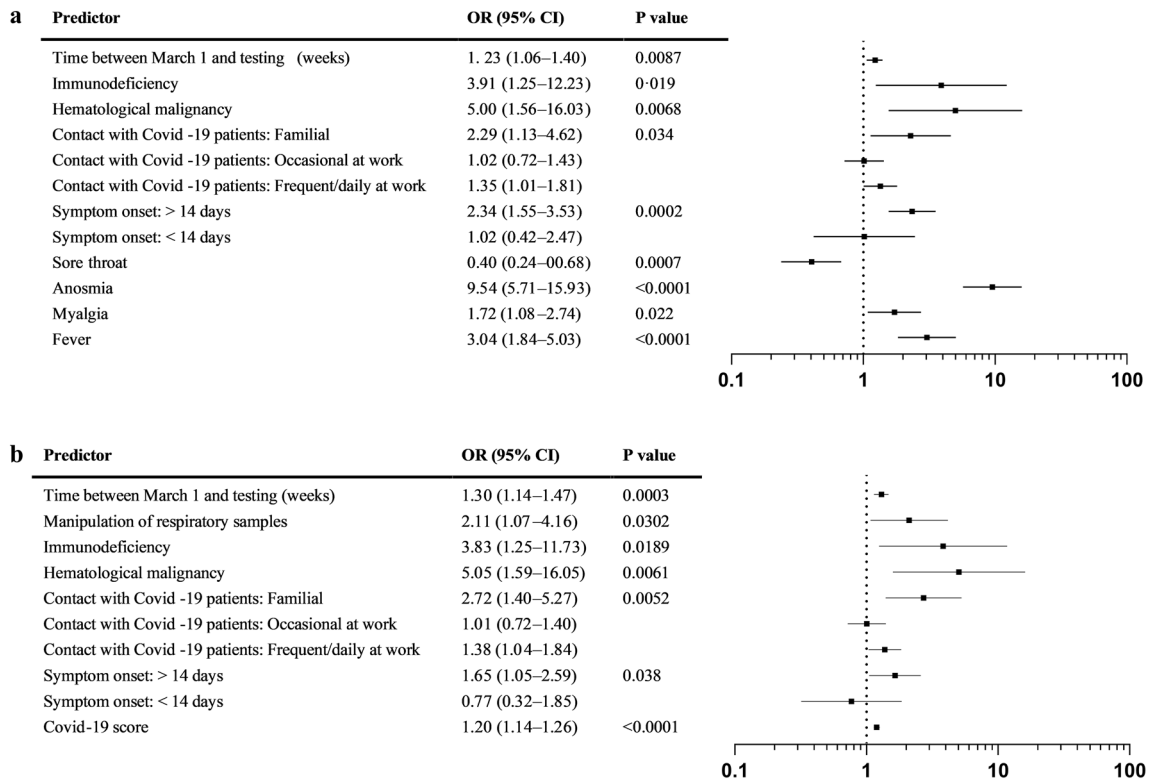 a Predictor OR (95% CI) P value
Time between March 1 and testing (weeks) 1. 23 (1.06–1.40) 0.0087
Immunodeficiency 3.91 (1.25–12.23) 0·019
Hematological malignancy 5.00 (1.56–16.03) 0.0068
Contact with Covid -19 patients: Familial 2.29 (1.13–4.62) 0.034
Contact with Covid -19 patients: Occasional at work 1.02 (0.72–1.43)
Contact with Covid -19 patients: Frequent/daily at work 1.35 (1.01–1.81)
Symptom onset: > 14 days 2.34 (1.55–3.53) 0.0002
Symptom onset: < 14 days 1.02 (0.42–2.47)
Sore throat 0.40 (0.24–00.68) 0.0007
Anosmia 9.54 (5.71–15.93) <0.0001
Myalgia 1.72 (1.08–2.74) 0.022
Fever 3.04 (1.84–5.03) <0.0001
0.1 1 10 100
b Predictor OR (95% CI) P value
Time between March 1 and testing (weeks) 1.30 (1.14–1.47) 0.0003
Manipulation of respiratory samples 2.11 (1.07–4.16) 0.0302
Immunodeficiency 3.83 (1.25–11.73) 0.0189
Hematological malignancy 5.05 (1.59–16.05) 0.0061
Contact with Covid -19 patients: Familial 2.72 (1.40–5.27) 0.0052
Contact with Covid -19 patients: Occasional at work 1.01 (0.72–1.40)
Contact with Covid -19 patients: Frequent/daily at work 1.38 (1.04–1.84)
Symptom onset: > 14 days 1.65 (1.05–2.59) 0.038
Symptom onset: < 14 days 0.77 (0.32–1.85)
Covid-19 score 1.20 (1.14–1.26) <0.0001
0.1 1 10 100